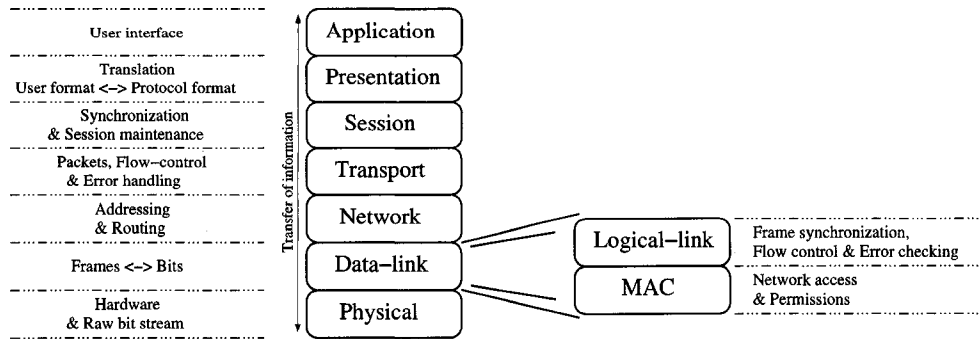 User interface
Application
Translation
User format <-> Protocol format
Presentation
Synchronization
& Session maintenance
Session
Packets, Flow-control
& Error handling
Transport
Addressing
& Routing
Network
Frames <-> Bits
Data-link
Hardware
& Raw bit stream
Physical
Transfer of information
Logical-link
Frame synchronization,
Flow control & Error checking
MAC
Network access
& Permissions